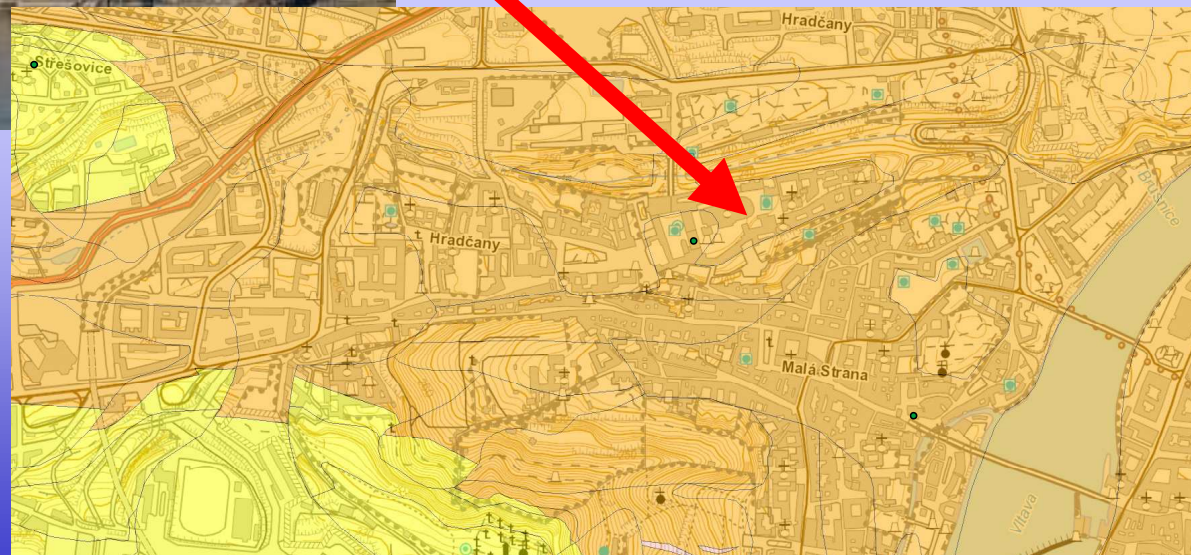 Hradčany
Střešovice
Brusnice
Hradčany
Malá Strana
Vltava